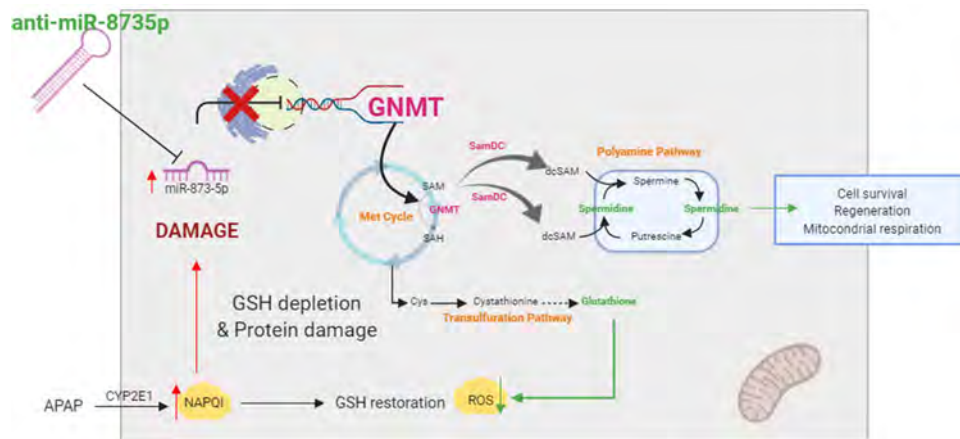 anti-miR-8735p
GNMT
miR-873-5p
DAMAGE
Met Cycle
SAM
GNMT
SAH
SamDC
SamDC
dcSAM
dcSAM
Polyamine Pathway
Spermine
Spermidine
Spermidine
Putrescine
Cell survival
Regeneration
Mitocondrial respiration
Cys
Cystathionine
Glutathione
Transulfuration Pathway
GSH depletion
& Protein damage
APAP
CYP2E1
NAPQI
GSH restoration
ROS